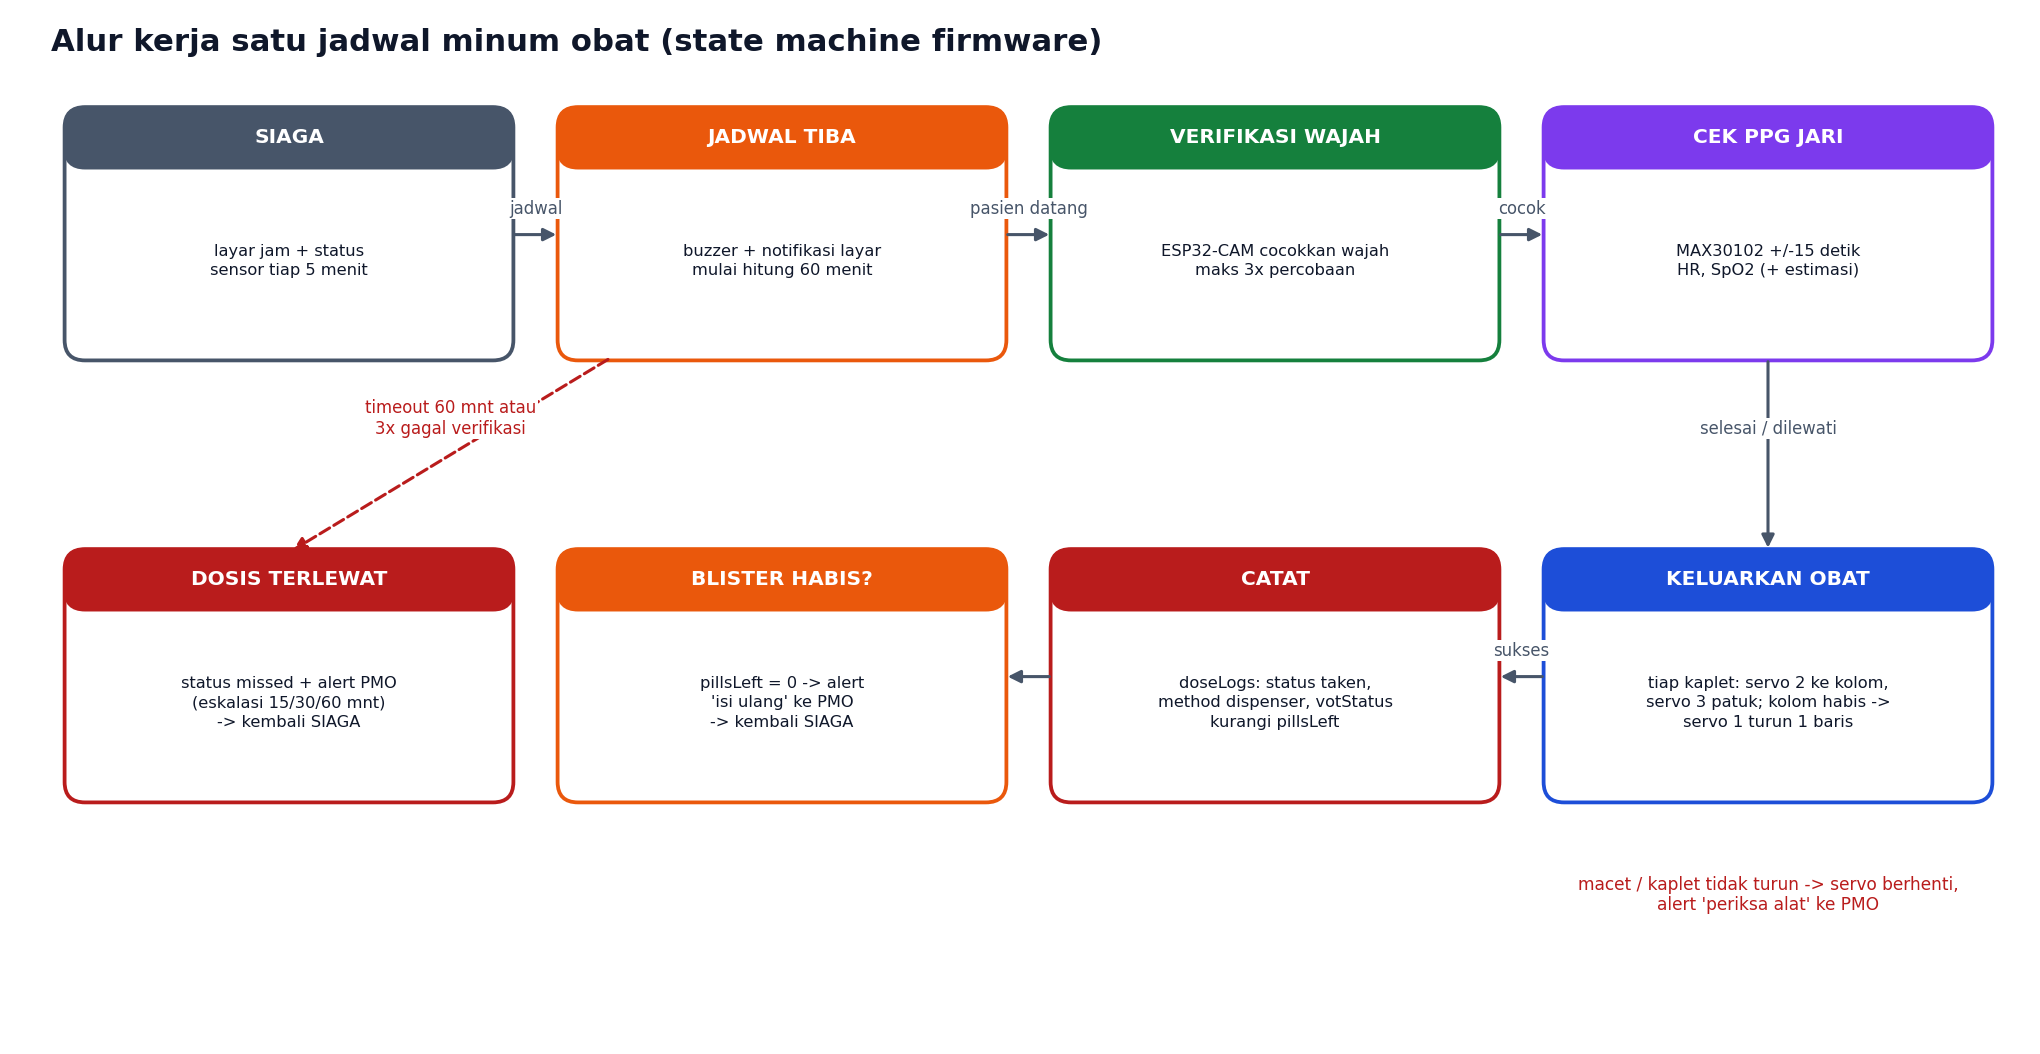 Alur kerja satu jadwal minum obat (state machine firmware)
SIAGA
layar jam + status
sensor tiap 5 menit
jadwal
JADWAL TIBA
buzzer + notifikasi layar
mulai hitung 60 menit
pasien datang
VERIFIKASI WAJAH
ESP32-CAM cocokkan wajah
maks 3x percobaan
cocok
CEK PPG JARI
MAX30102 +/-15 detik
HR, SpO2 (+ estimasi)
timeout 60 mnt atau
3x gagal verifikasi
selesai / dilewati
DOSIS TERLEWAT
status missed + alert PMO
(eskalasi 15/30/60 mnt)
-> kembali SIAGA
BLISTER HABIS?
pillsLeft = 0 -> alert
'isi ulang' ke PMO
-> kembali SIAGA
CATAT
doseLogs: status taken,
method dispenser, votStatus
kurangi pillsLeft
sukses
KELUARKAN OBAT
tiap kaplet: servo 2 ke kolom,
servo 3 patuk; kolom habis ->
servo 1 turun 1 baris
macet / kaplet tidak turun -> servo berhenti,
alert 'periksa alat' ke PMO